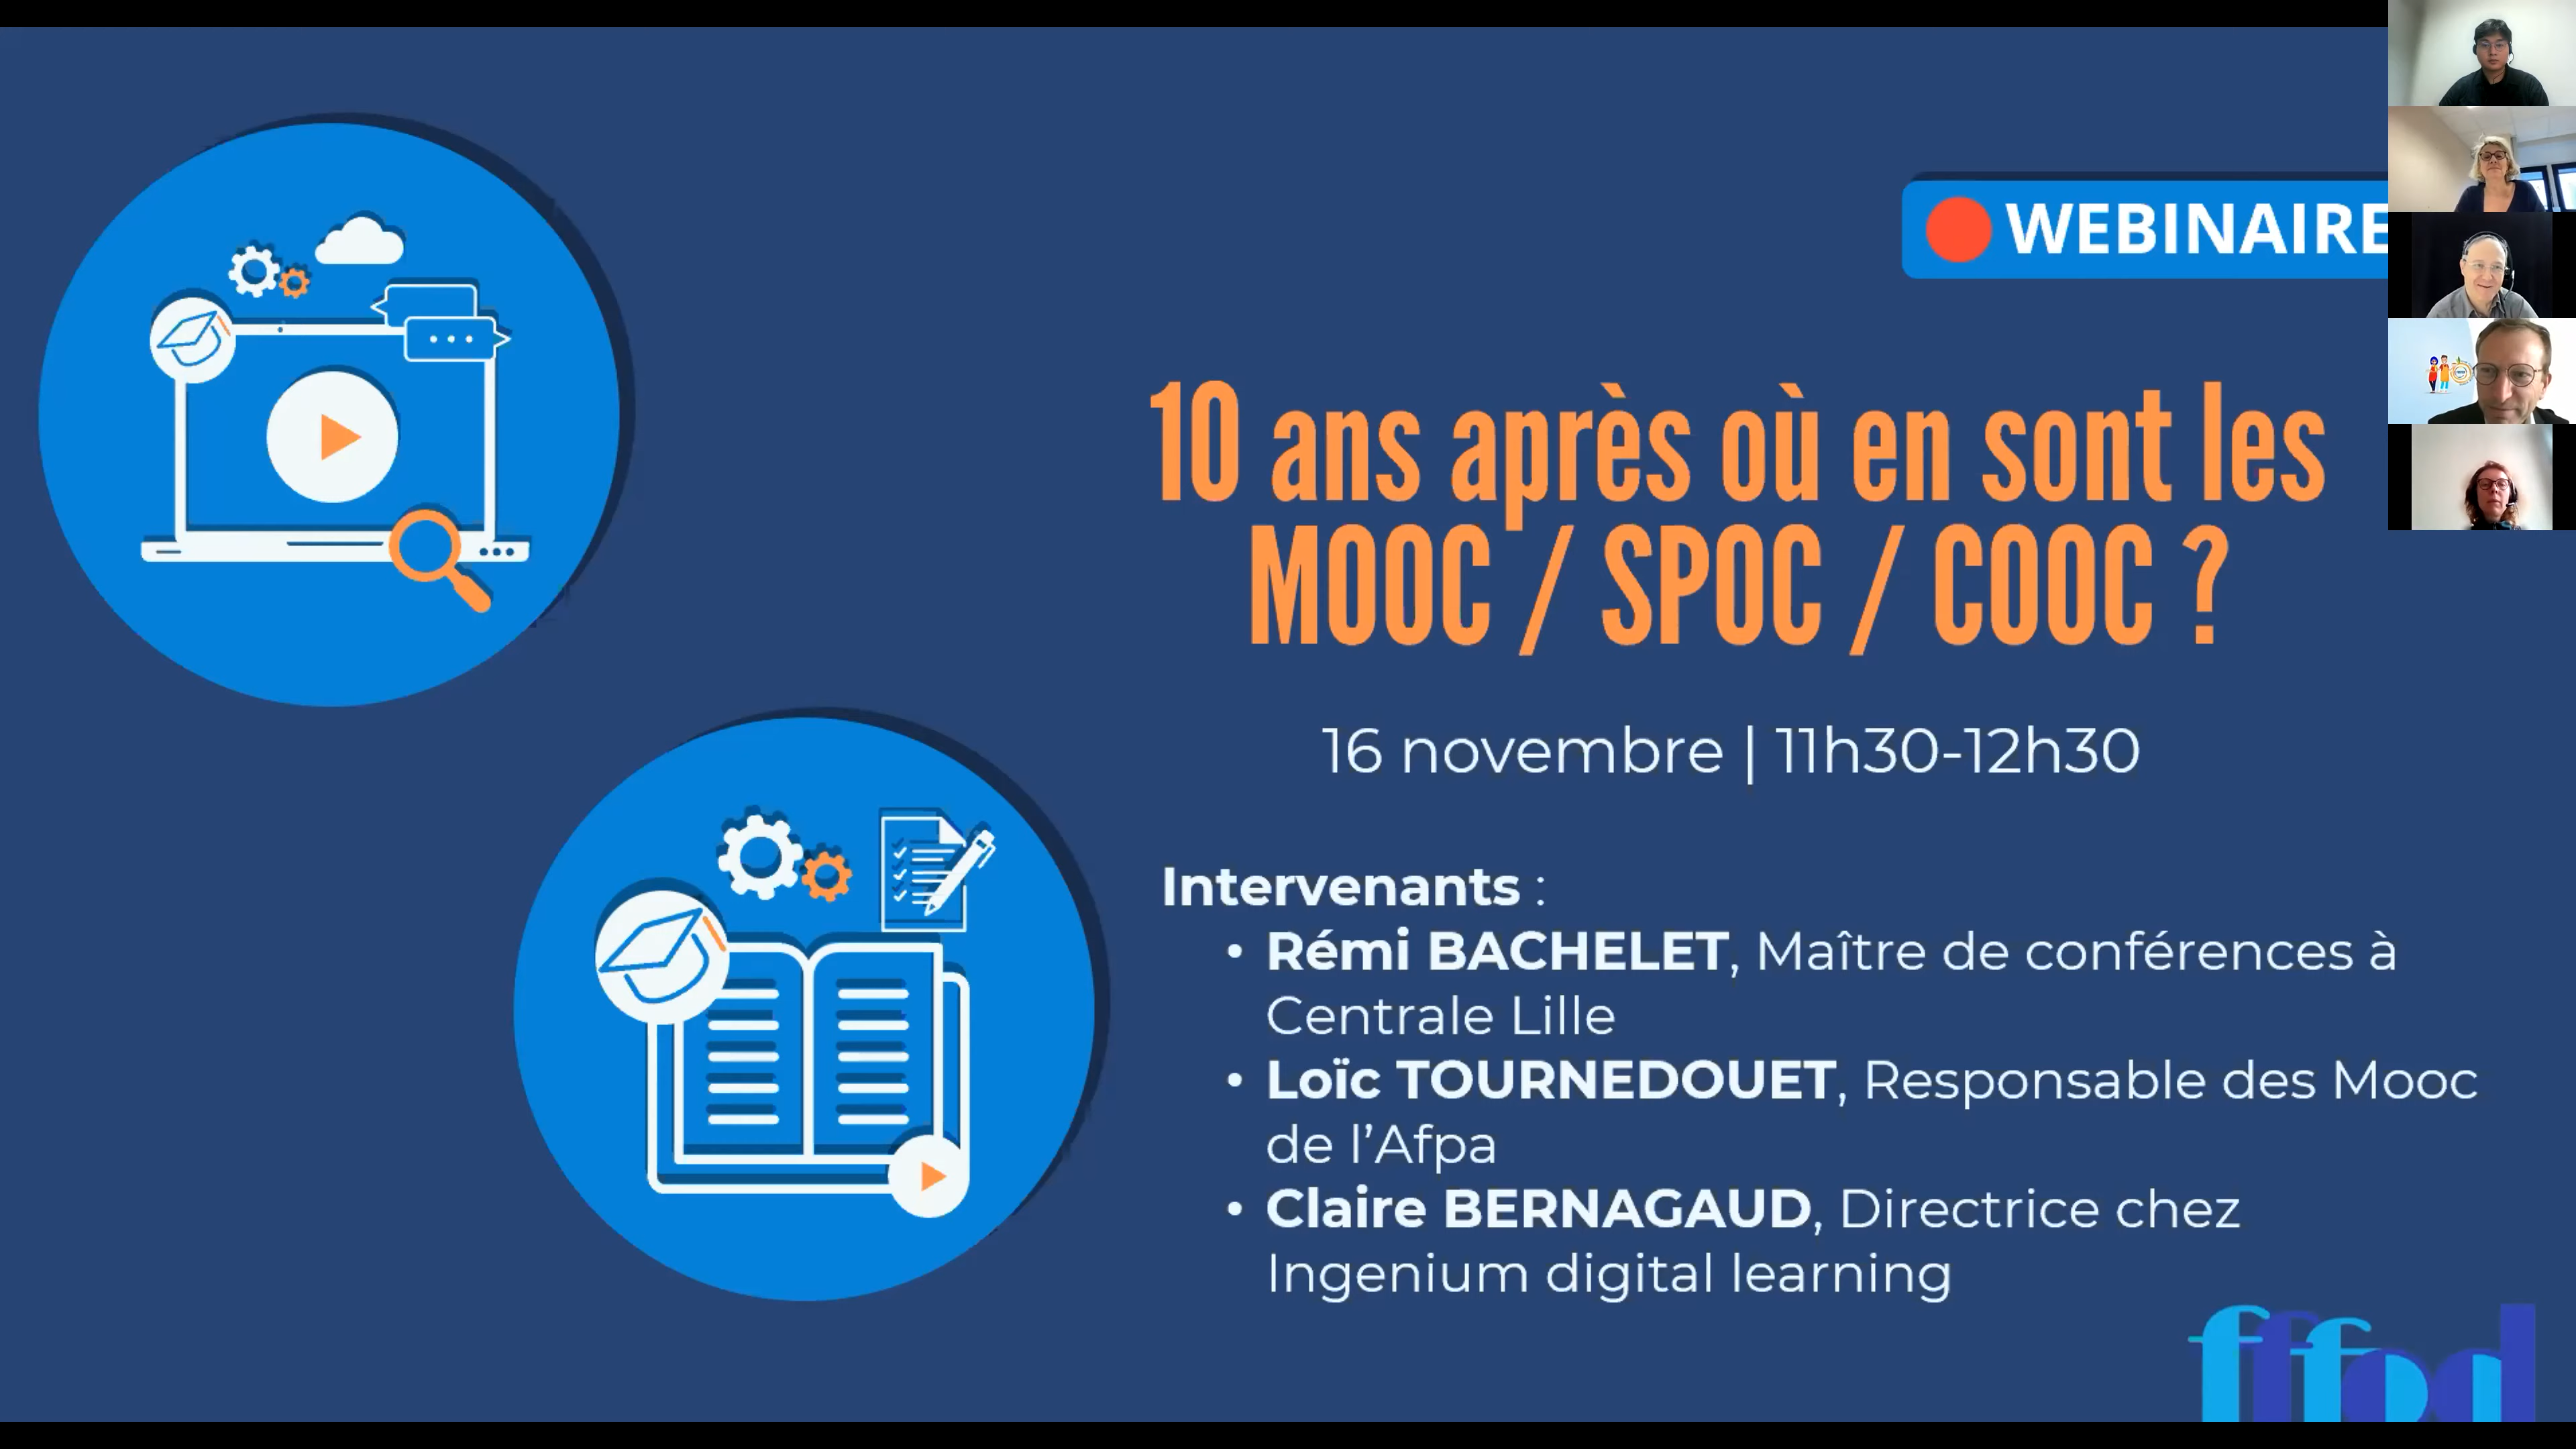 WEBINAIRE
10 ans après où en sont les
MOOC / SPOC / COOC ?
16 novembre | 11h30-12h30
Intervenants :
• Rémi BACHELET, Maître de conférences à
Centrale Lille
• Loïc TOURNEDOUET, Responsable des Mooc
de l'Afpa
• Claire BERNAGAUD, Directrice chez
Ingenium digital learning
fffod